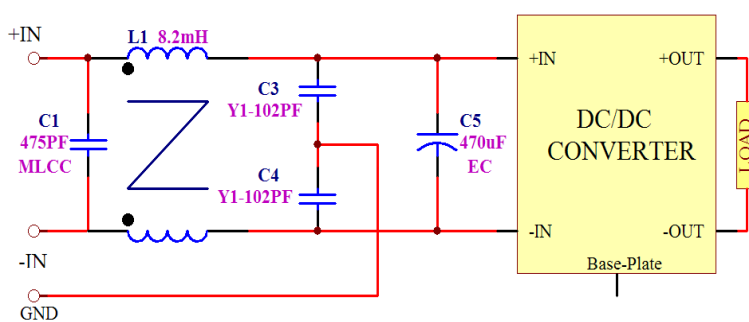 +IN
L1 8.2mH
C1
475PF
MLCC
C3
Y1-102PF
C4
Y1-102PF
C5
470uF
EC
-IN
GND
+IN
+OUT
DC/DC
CONVERTER
-IN
-OUT
Base-Plate
LOAD